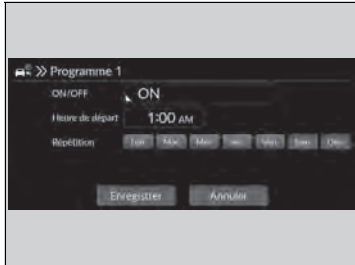 Programme 1
ON/OFF ON
Heure de départ 1:00 AM
Répétition Lun Mar Mer Jeu Ven Sam Dim
Enregistrer Annuler